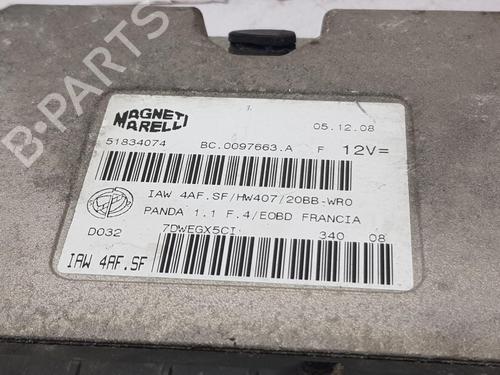 MAGNETI
MARELLI
05.12.08
51834074 BC.0097663.A F 12V=
IAW 4AF.SF/HW407/20BB-WRO
PANDA 1.1 F.4/EOBD FRANCIA
D032 7DWEGX5CI 340 08
IAW 4AF.SF
B-PARTS